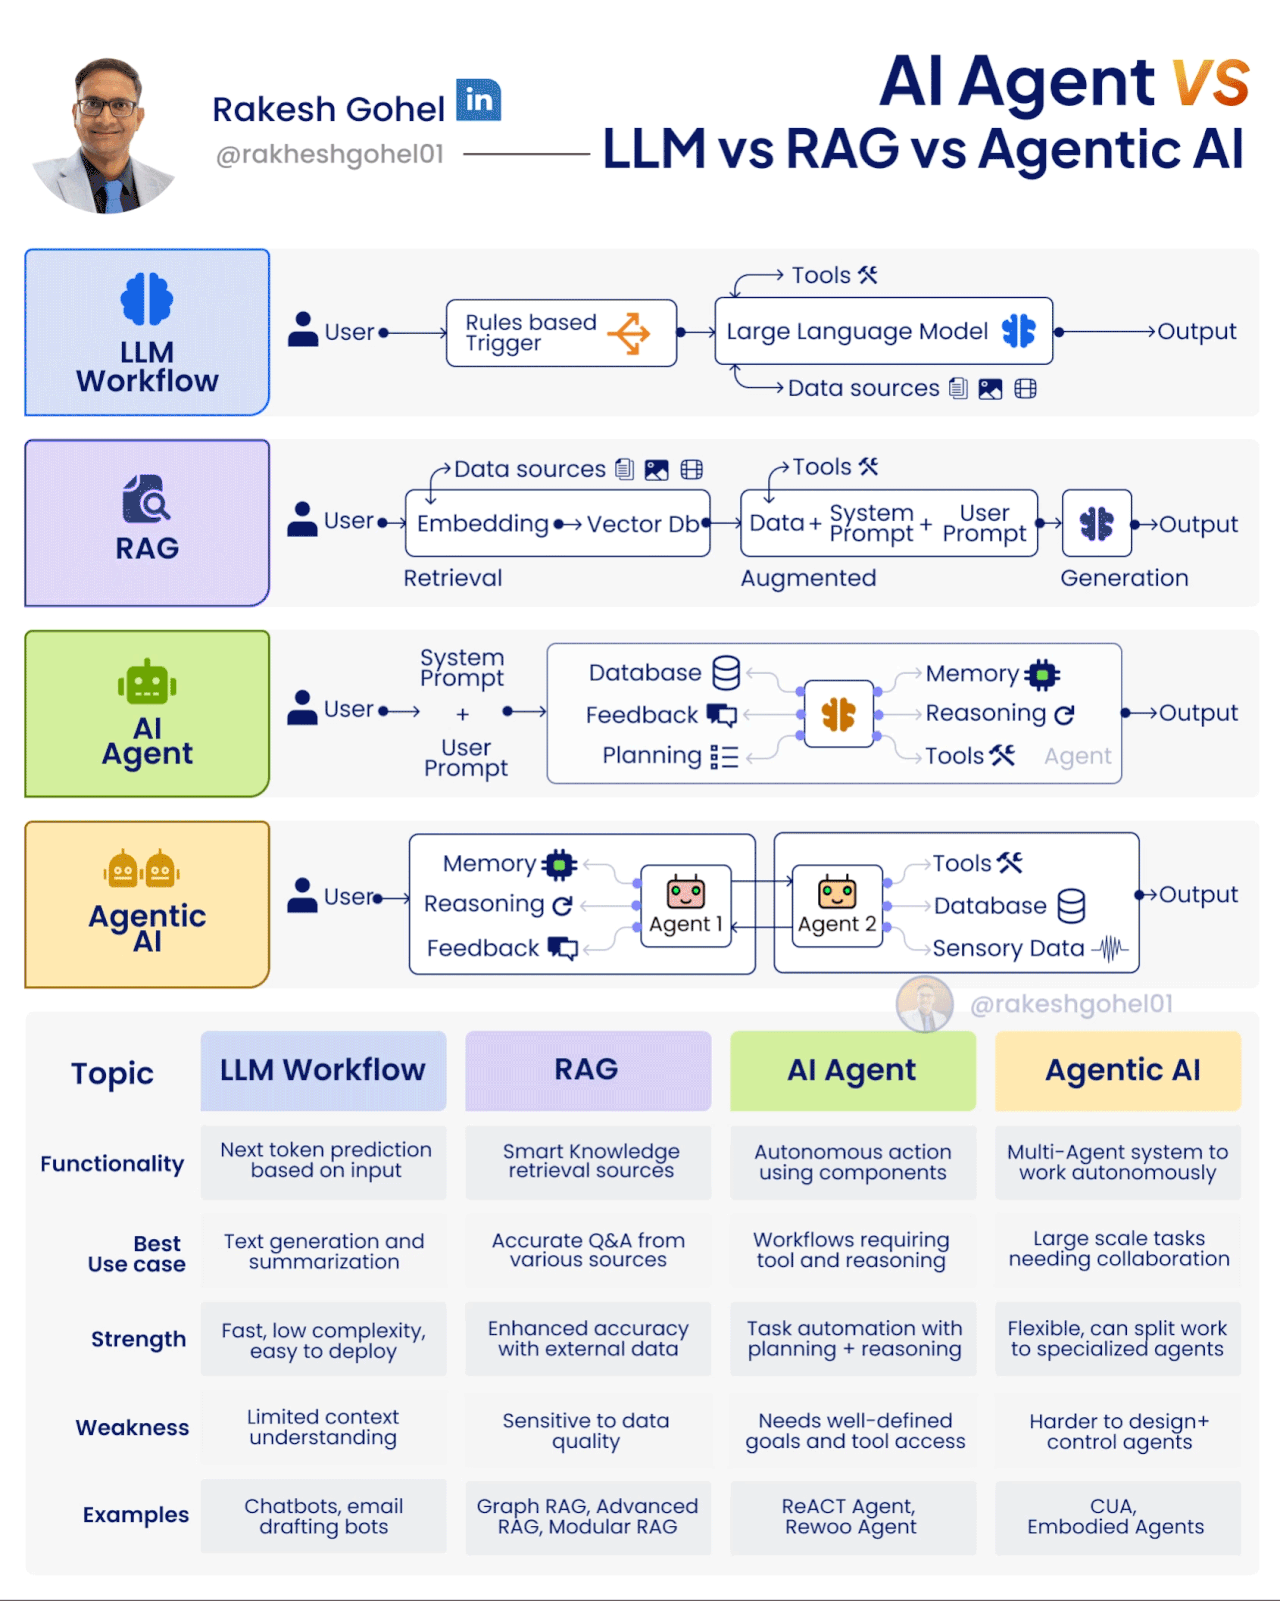 AI Agent vs
Rakesh Gohel in
@rakheshgohel01
LLM vs RAG vs Agentic AI
LLM
Workflow
User
Rules based
Trigger
Tools
Large Language Model
Data sources
Output
RAG
User
Data sources
Embedding
Vector Db
Retrieval
Tools
Data + System Prompt + User Prompt
Augmented
Generation
Output
AI
Agent
User
System
Prompt
+
User
Prompt
Database
Feedback
Planning
Memory
Reasoning
Tools
Agent
Output
Agentic
AI
User
Memory
Reasoning
Feedback
Agent 1
Agent 2
Tools
Database
Sensory Data
Output
@rakeshgohel01
Topic
LLM Workflow
RAG
AI Agent
Agentic AI
Functionality
Next token prediction
based on input
Smart Knowledge
retrieval sources
Autonomous action
using components
Multi-Agent system to
work autonomously
Best
Use case
Text generation and
summarization
Accurate Q&A from
various sources
Workflows requiring
tool and reasoning
Large scale tasks
needing collaboration
Strength
Fast, low complexity,
easy to deploy
Enhanced accuracy
with external data
Task automation with
planning + reasoning
Flexible, can split work
to specialized agents
Weakness
Limited context
understanding
Sensitive to data
quality
Needs well-defined
goals and tool access
Harder to design+
control agents
Examples
Chatbots, email
drafting bots
Graph RAG, Advanced
RAG, Modular RAG
ReACT Agent,
Rewoo Agent
CUA,
Embodied Agents